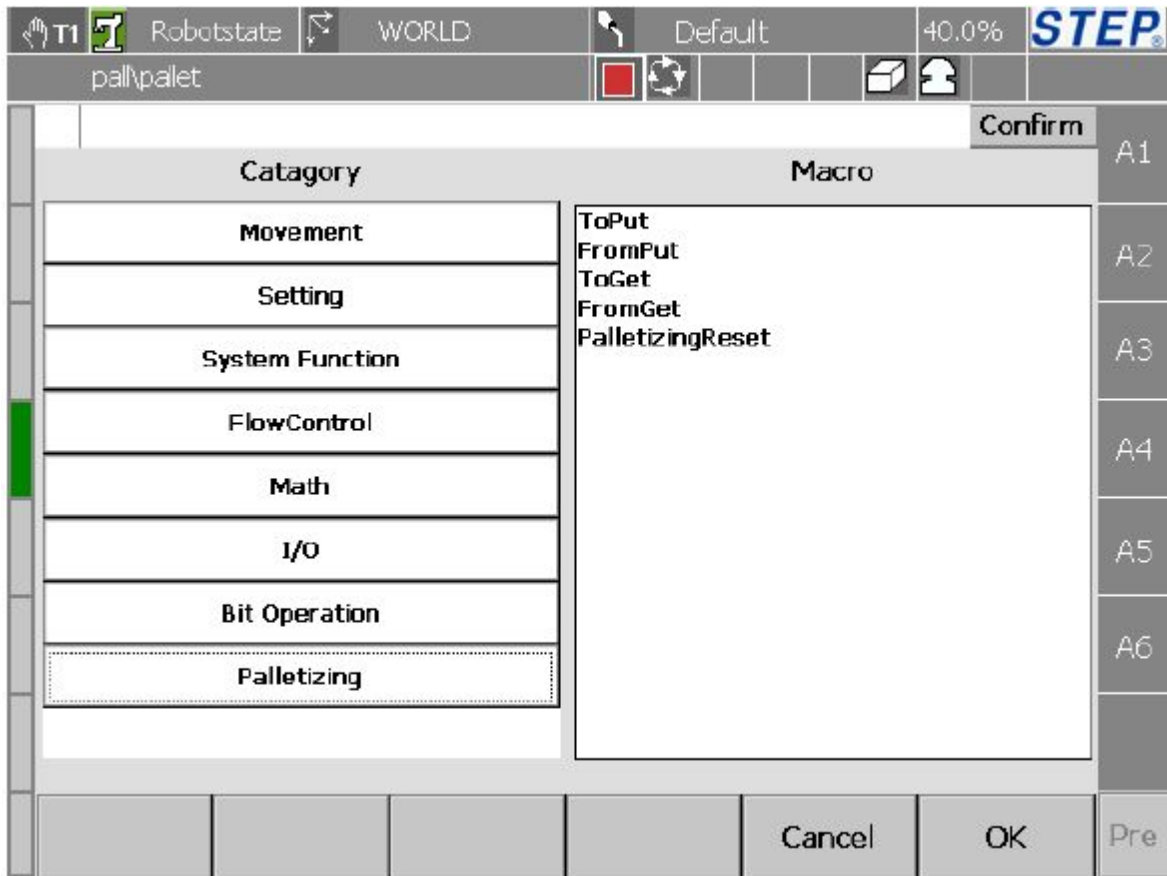 T1 Robotstate WORLD Default 40.0% STEP®
pall\pallet
Confirm
Catagory Macro
Movement
Setting
System Function
FlowControl
Math
I/O
Bit Operation
Palletizing
ToPut
FromPut
ToGet
FromGet
PalletizingReset
A1
A2
A3
A4
A5
A6
Cancel OK Pre